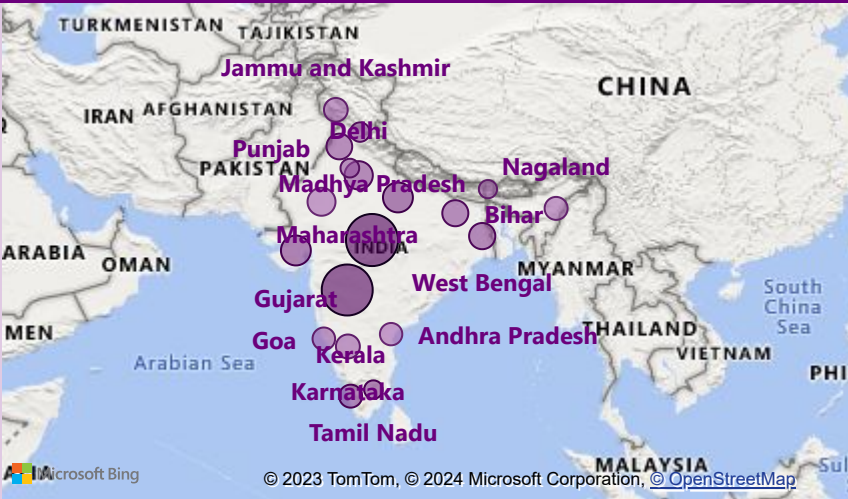 TURKMENISTAN
TAJIKISTAN
Jammu and Kashmir
CHINA
IRAN
AFGHANISTAN
Delhi
Punjab
PAKISTAN
Nagaland
Madhya Pradesh
Bihar
Maharashtra
INDIA
ARABIA
OMAN
MYANMAR
West Bengal
Gujarat
South
China
Sea
MEN
Goa
Andhra Pradesh
THAILAND
Kerala
VIETNAM
Arabian Sea
PHI
Karnataka
Tamil Nadu
MALAYSIA
Sul
Microsoft Bing
© 2023 TomTom, © 2024 Microsoft Corporation, © OpenStreetMap